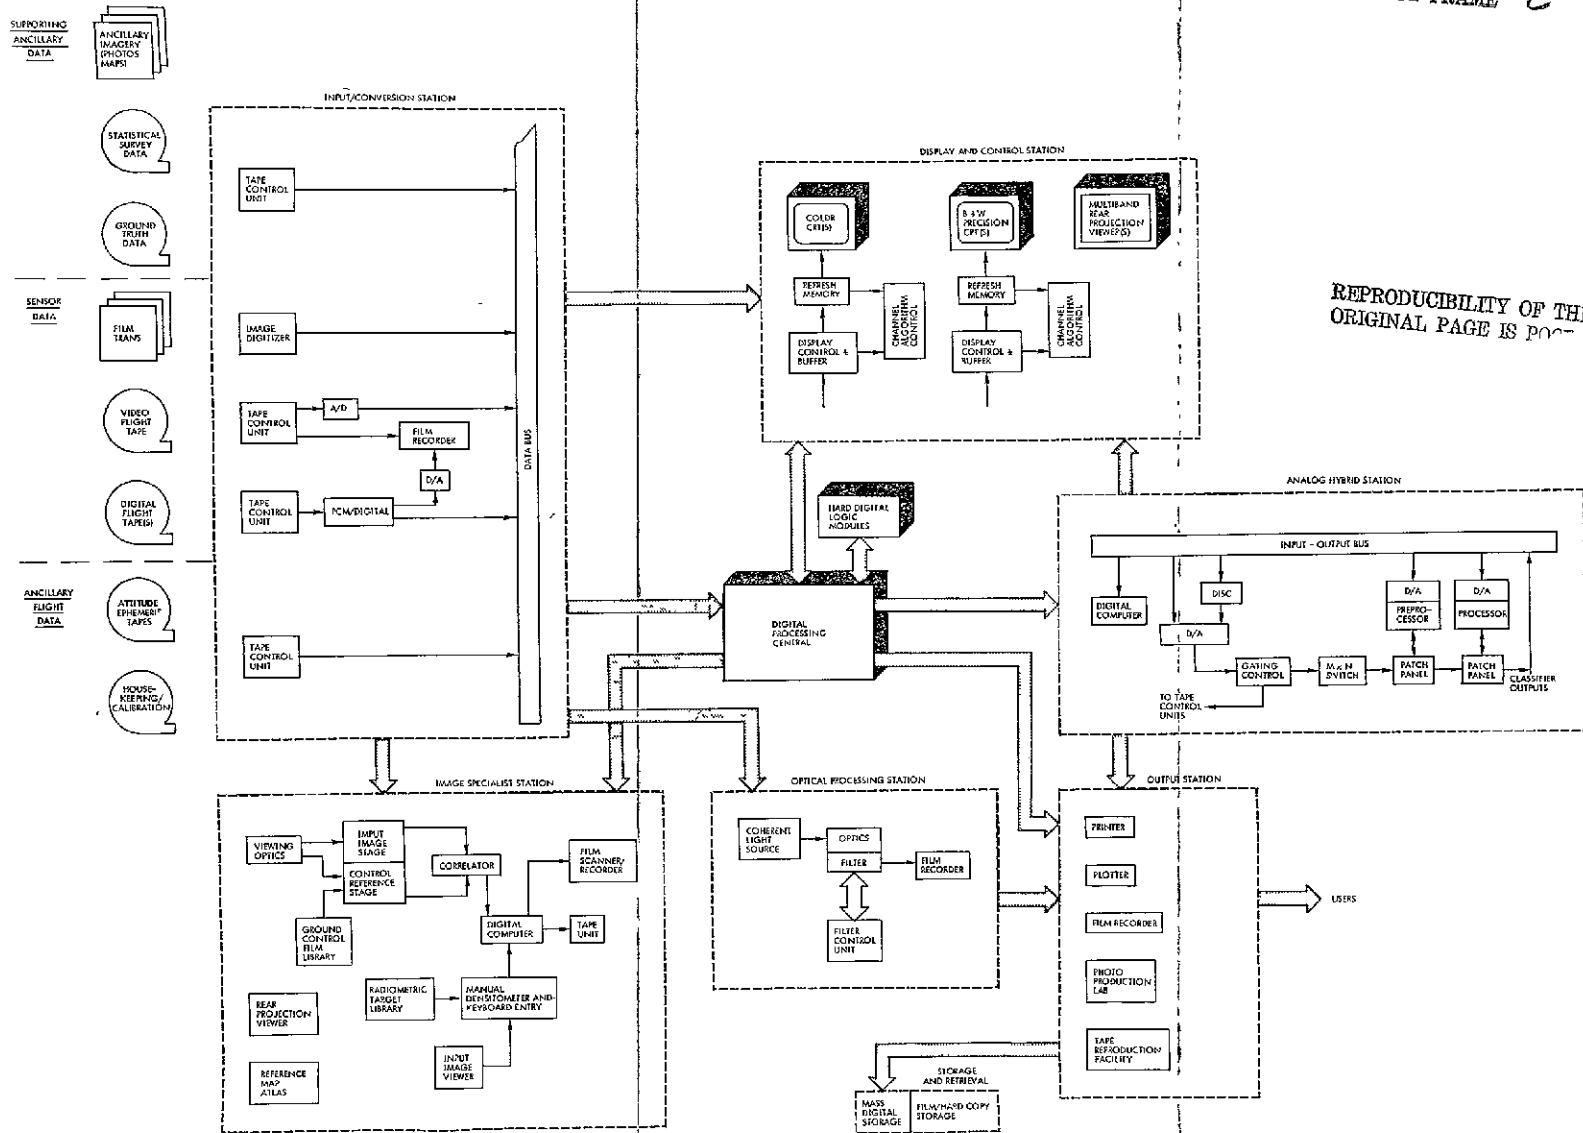 FRAME
SUPPORTING
ANCILLARY
DATA
ANCILLARY
IMAGERY
(PHOTOS
MAPS)
STATISTICAL
SURVEY
DATA
GROUND
TRUTH
DATA
SENSOR
DATA
FILM
TRANS
VIDEO
FLIGHT
TAPE
DIGITAL
FLIGHT
TAPE(S)
ANCILLARY
FLIGHT
DATA
ATTITUDE
TAPES
HOUSE-
KEEPING/
CALIBRATION
INPUT/CONVERSION STATION
TAPE
CONTROL
UNIT
IMAGE
DIGITIZER
TAPE
CONTROL
UNIT
A/D
FILM
RECORDER
D/A
TAPE
CONTROL
UNIT
PCM/DIGITAL
TAPE
CONTROL
UNIT
DATA BUS
DISPLAY AND CONTROL STATION
COLOR
CRT(S)
B & W
PRECISION
CRT(S)
MULTIBAND
REAR
PROJECTION
VIEWER(S)
REFRESH
MEMORY
CHANNEL
ALGORITHM
CONTROL
DISPLAY
CONTROL &
BUFFER
REFRESH
MEMORY
CHANNEL
ALGORITHM
CONTROL
DISPLAY
CONTROL &
BUFFER
REPRODUCIBILITY OF THE
ORIGINAL PAGE IS
HARD DIGITAL
LOGIC
MODULES
DIGITAL
PROCESSING
CENTRAL
ANALOG HYBRID STATION
INPUT - OUTPUT BUS
DIGITAL
COMPUTER
DISC
D/A
D/A
PREPRO-
CESSOR
D/A
PROCESSOR
GATING
CONTROL
M x N
SWITCH
PATCH
PANEL
PATCH
PANEL
CLASSIFIER
OUTPUTS
TO TAPE
CONTROL
UNITS
IMAGE SPECIALIST STATION
VIEWING
OPTICS
INPUT
IMAGE
STAGE
CONTROL
REFERENCE
STAGE
CORRELATOR
FILM
SCANNER/
RECORDER
GROUND
CONTROL
FILM
LIBRARY
DIGITAL
COMPUTER
TAPE
UNIT
RADIOMETRIC
TARGET
LIBRARY
MANUAL
DENSITOMETER AND
KEYBOARD ENTRY
REAR
PROJECTION
VIEWER
INPUT
IMAGE
VIEWER
REFERENCE
MAP
ATLAS
OPTICAL PROCESSING STATION
COHERENT
LIGHT
SOURCE
OPTICS
FILTER
FILM
RECORDER
FILTER
CONTROL
UNIT
OUTPUT STATION
PRINTER
PLOTTER
FILM RECORDER
PHOTO
PRODUCTION
LAB
TAPE
REPRODUCTION
FACILITY
USERS
STORAGE
AND RETRIEVAL
MASS
DIGITAL
STORAGE
FILM/HARD COPY
STORAGE